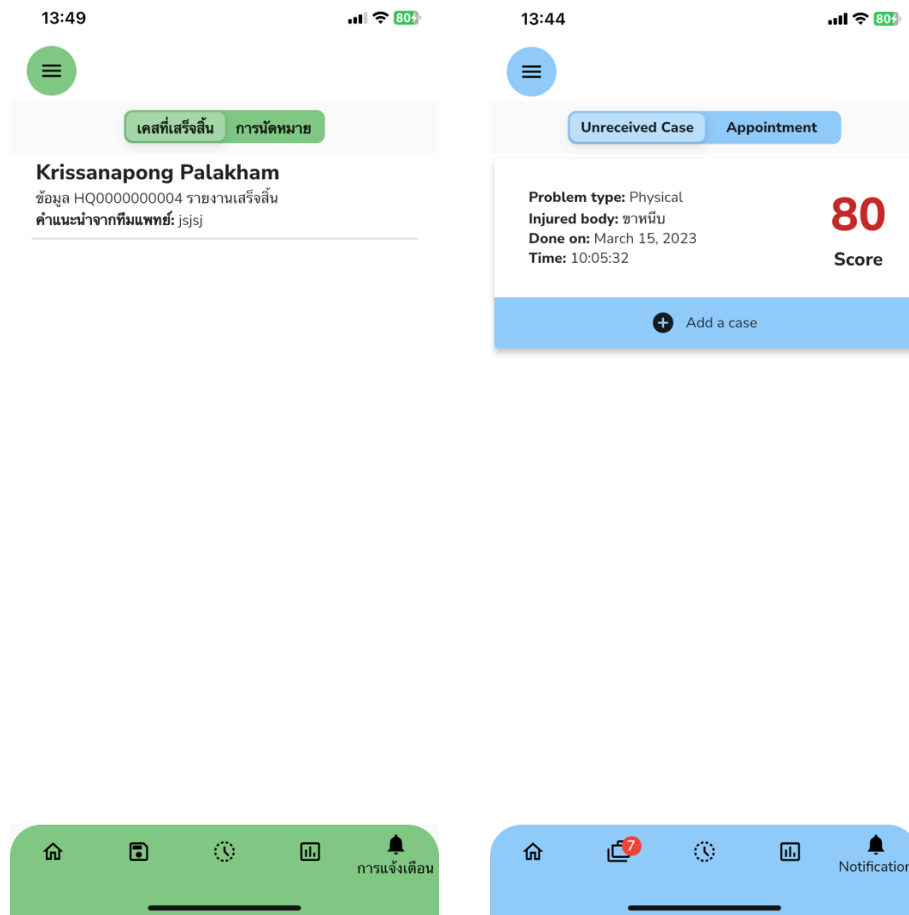 13:49
80
เคสที่เสร็จสิ้น การนัดหมาย
Krissanapong Palakham
ข้อมูล HQ0000000004 รายงานเสร็จสิ้น
คำแนะนำจากทีมแพทย์: jsjsj
การแจ้งเตือน
13:44
80
Unreceived Case Appointment
Problem type: Physical
Injured body: ขาหนีบ
Done on: March 15, 2023
Time: 10:05:32
80
Score
Add a case
7
Notification